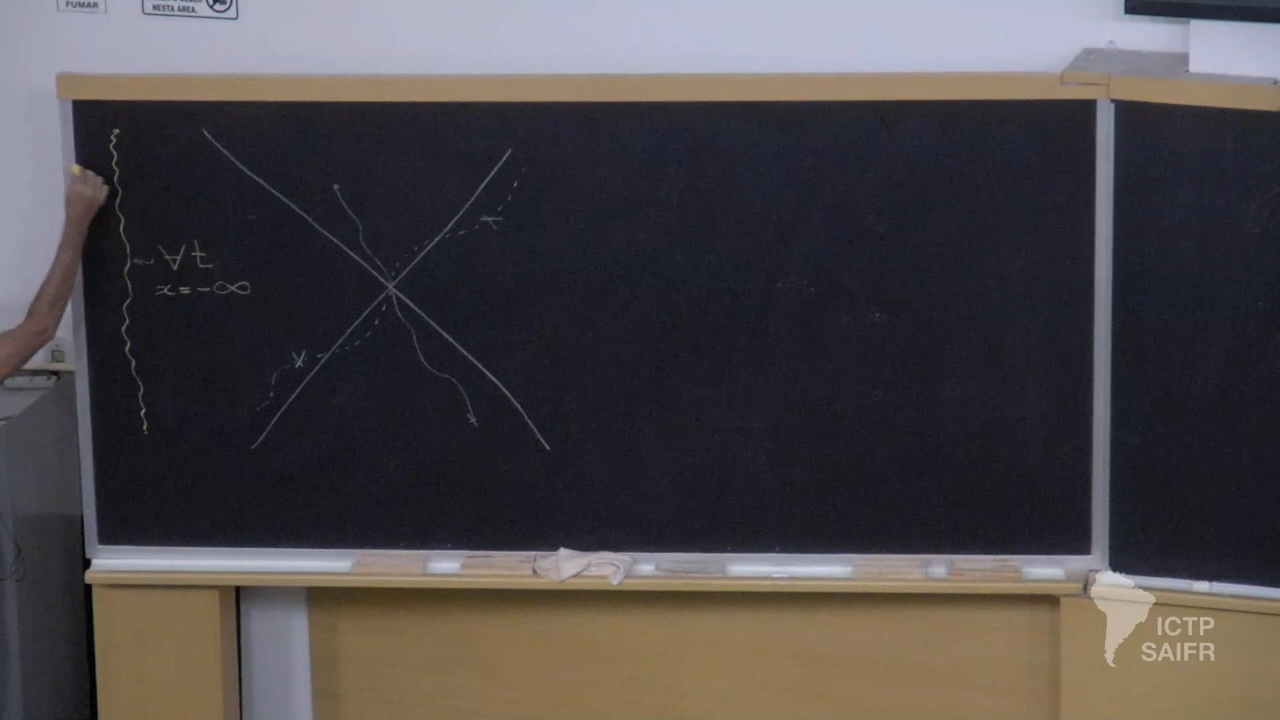 FUMAR
NESTA ÁREA.
~ ∀ t
x = -∞
ICTP
SAIFR